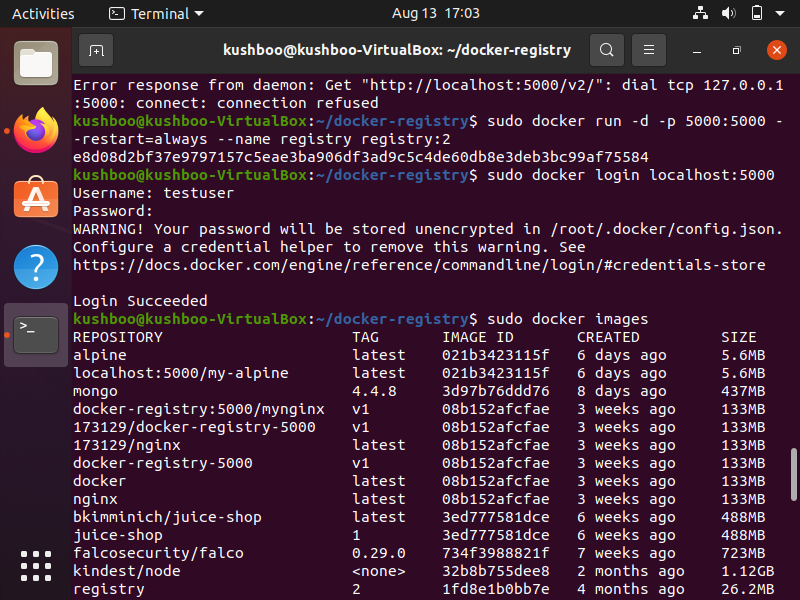 Activities Terminal Aug 13 17:03
kushboo@kushboo-VirtualBox: ~/docker-registry
Error response from daemon: Get "http://localhost:5000/v2/": dial tcp 127.0.0.1
:5000: connect: connection refused
kushboo@kushboo-VirtualBox:~/docker-registry$ sudo docker run -d -p 5000:5000 -
-restart=always --name registry registry:2
e8d08d2bf37e9797157c5eae3ba906df3ad9c5c4de60db8e3deb3bc99af75584
kushboo@kushboo-VirtualBox:~/docker-registry$ sudo docker login localhost:5000
Username: testuser
Password:
WARNING! Your password will be stored unencrypted in /root/.docker/config.json.
Configure a credential helper to remove this warning. See
https://docs.docker.com/engine/reference/commandline/login/#credentials-store
Login Succeeded
kushboo@kushboo-VirtualBox:~/docker-registry$ sudo docker images
REPOSITORY TAG IMAGE ID CREATED SIZE
alpine latest 021b3423115f 6 days ago 5.6MB
localhost:5000/my-alpine latest 021b3423115f 6 days ago 5.6MB
mongo 4.4.8 3d97b76ddd76 8 days ago 437MB
docker-registry:5000/mynginx v1 08b152afcfae 3 weeks ago 133MB
173129/docker-registry-5000 v1 08b152afcfae 3 weeks ago 133MB
173129/nginx latest 08b152afcfae 3 weeks ago 133MB
docker-registry-5000 v1 08b152afcfae 3 weeks ago 133MB
docker latest 08b152afcfae 3 weeks ago 133MB
nginx latest 08b152afcfae 3 weeks ago 133MB
bkimminich/juice-shop latest 3ed777581dce 6 weeks ago 488MB
juice-shop 1 3ed777581dce 6 weeks ago 488MB
falcosecurity/falco 0.29.0 734f3988821f 7 weeks ago 723MB
kindest/node <none> 32b8b755dee8 2 months ago 1.12GB
registry 2 1fd8e1b0bb7e 4 months ago 26.2MB